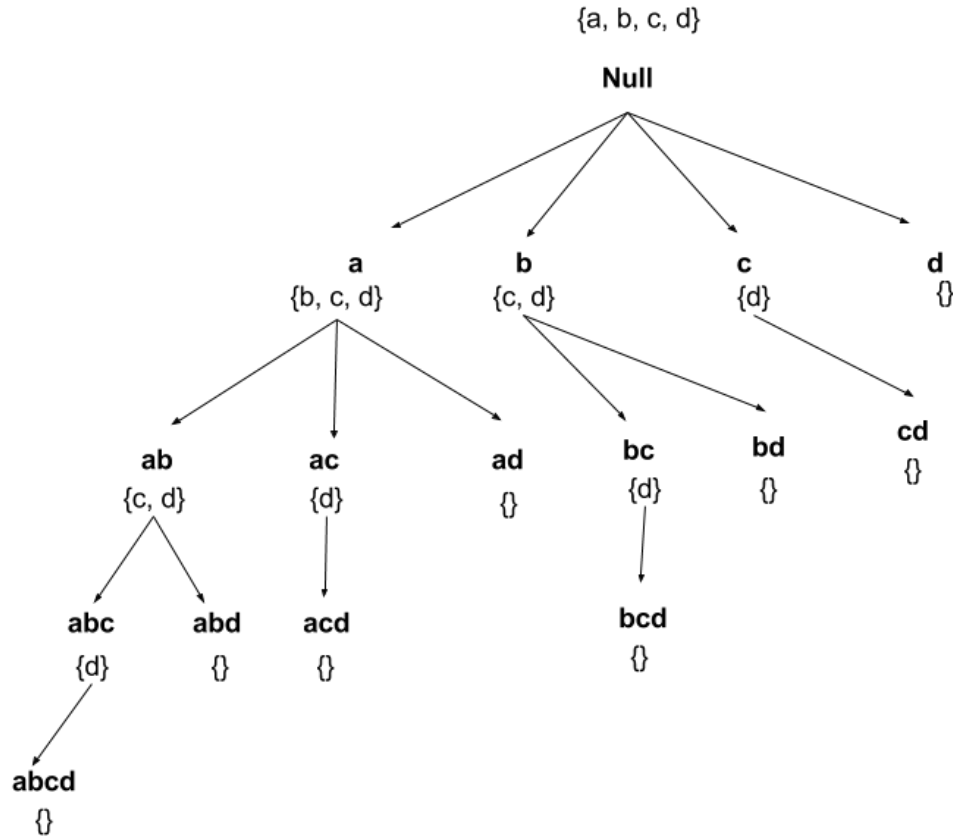 {a, b, c, d}
Null
a b c d
{b, c, d} {c, d} {d} {}
ab ac ad bc bd cd
{c, d} {d} {} {d} {} {}
abc abd acd bcd
{d} {} {} {}
abcd
{}